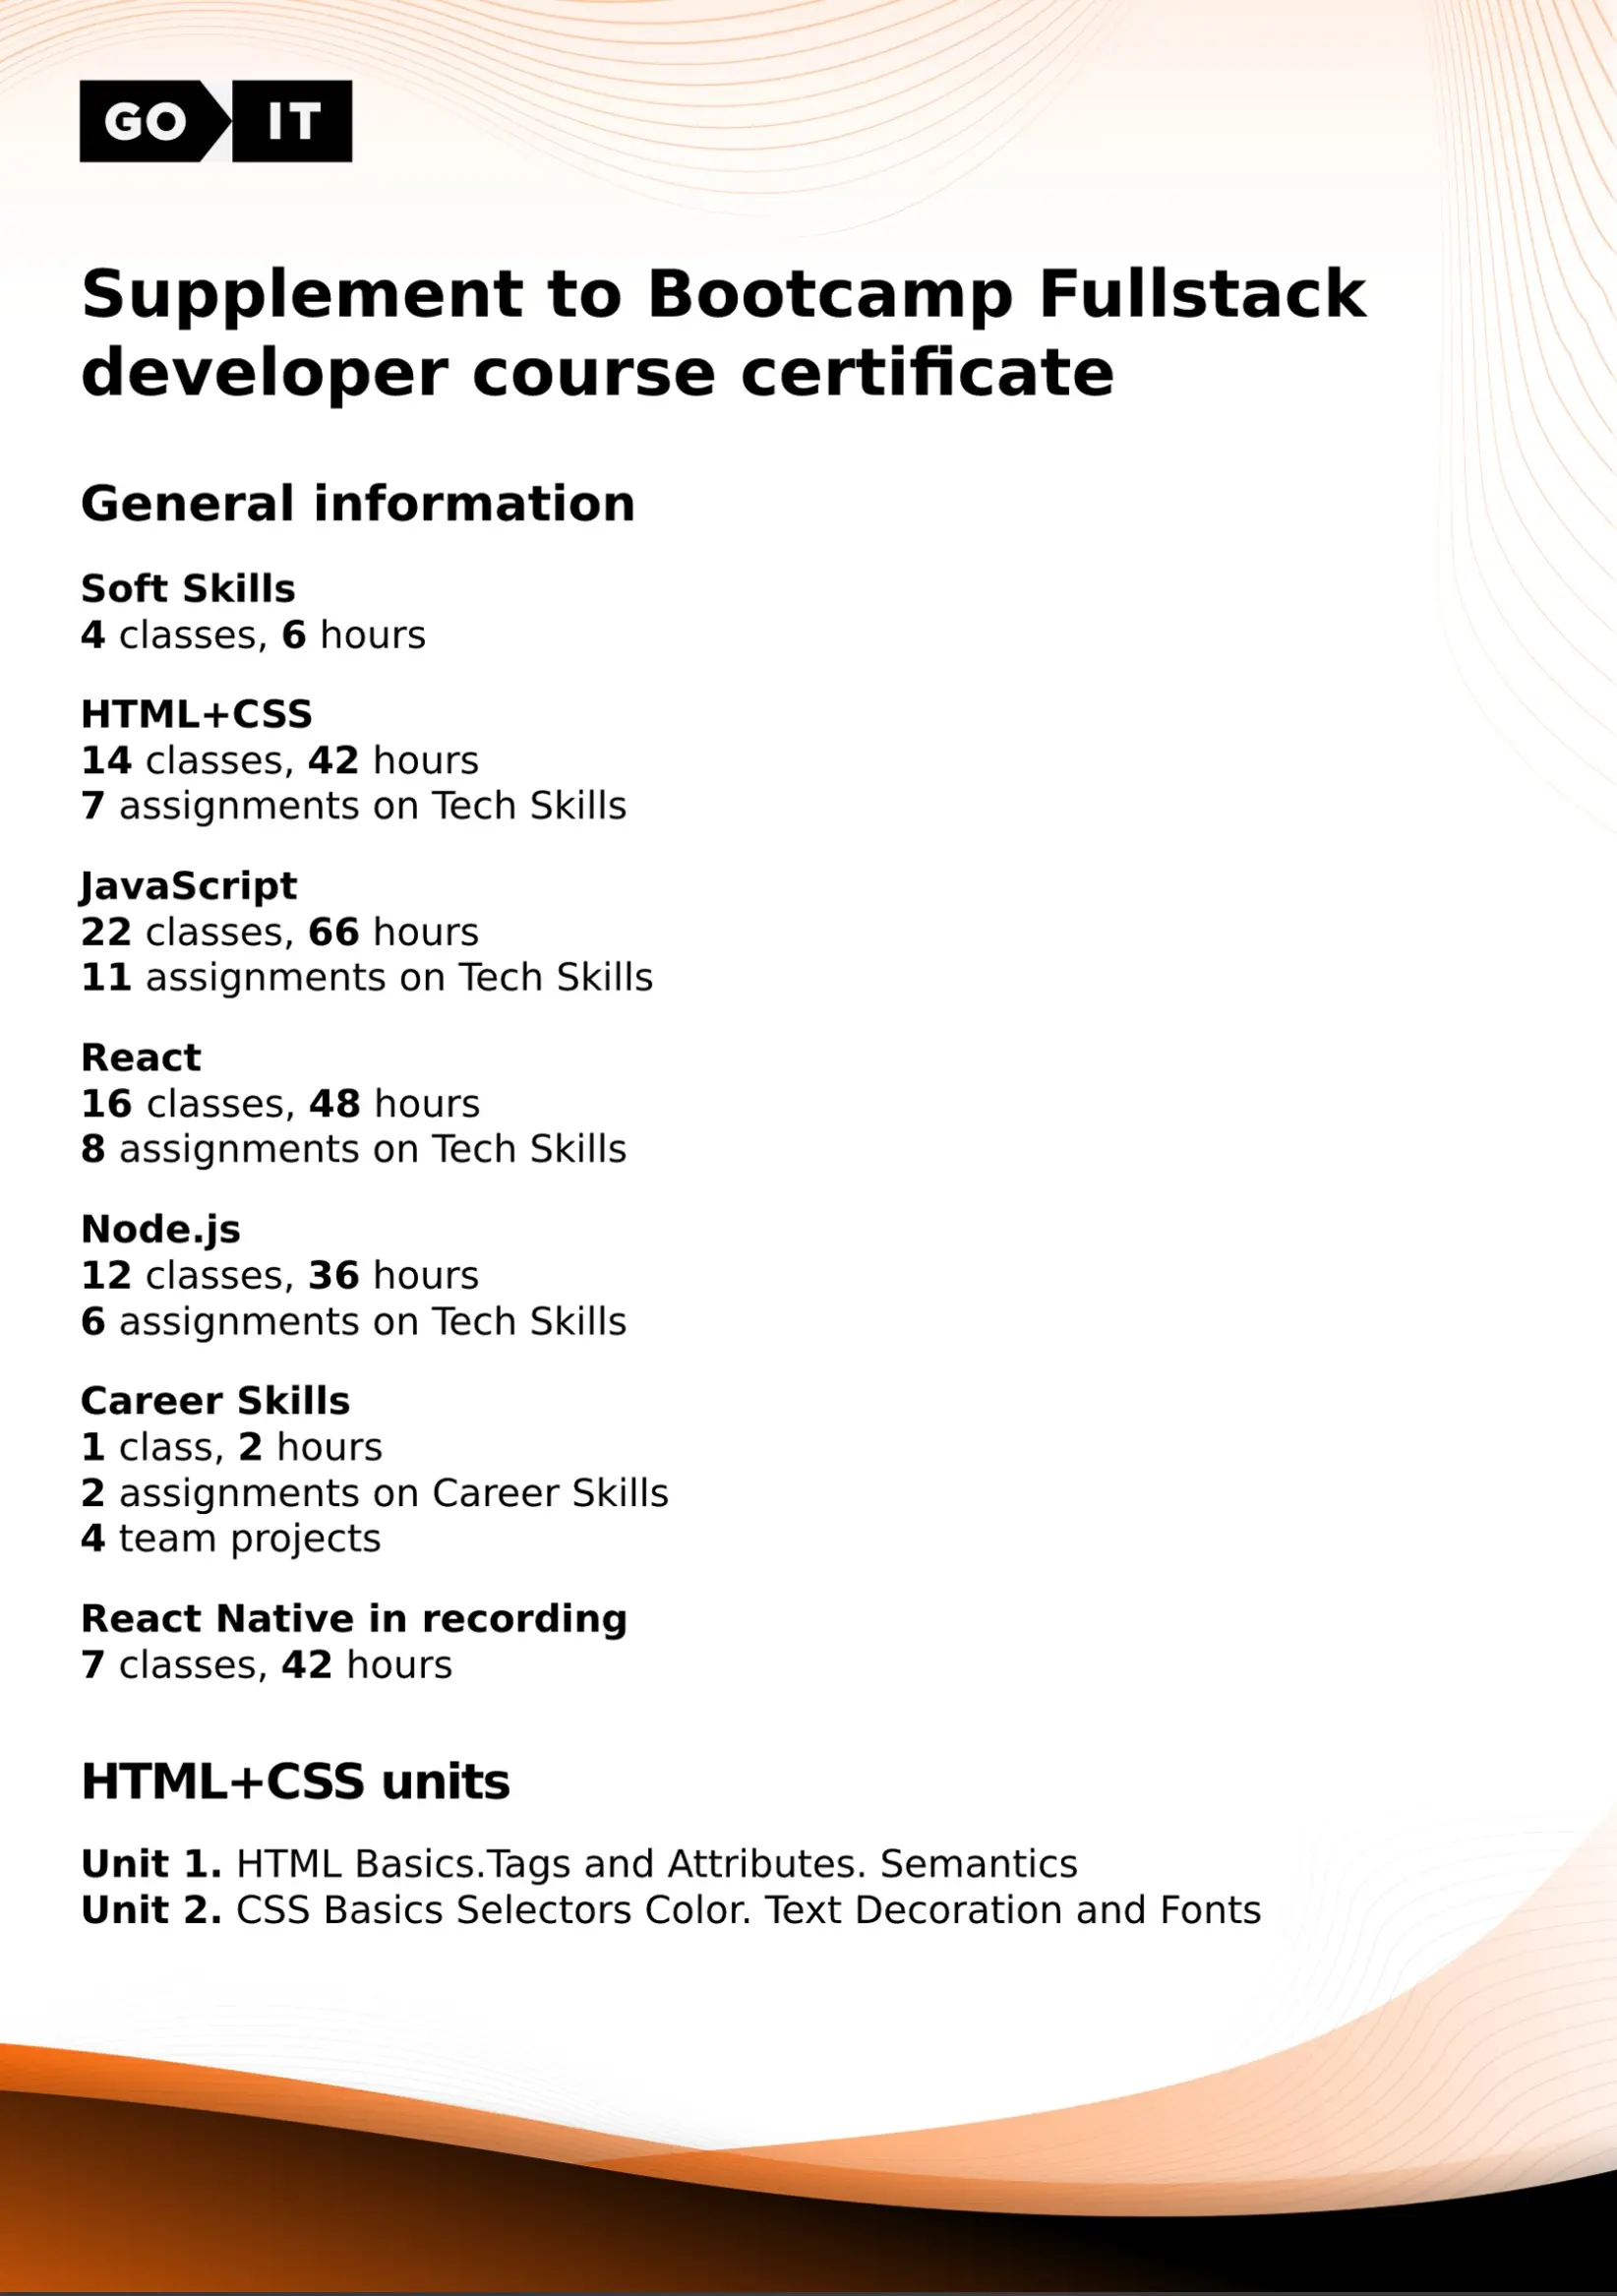 GO IT
Supplement to Bootcamp Fullstack
developer course certificate
General information
Soft Skills
4 classes, 6 hours
HTML+CSS
14 classes, 42 hours
7 assignments on Tech Skills
JavaScript
22 classes, 66 hours
11 assignments on Tech Skills
React
16 classes, 48 hours
8 assignments on Tech Skills
Node.js
12 classes, 36 hours
6 assignments on Tech Skills
Career Skills
1 class, 2 hours
2 assignments on Career Skills
4 team projects
React Native in recording
7 classes, 42 hours
HTML+CSS units
Unit 1. HTML Basics.Tags and Attributes. Semantics
Unit 2. CSS Basics Selectors Color. Text Decoration and Fonts